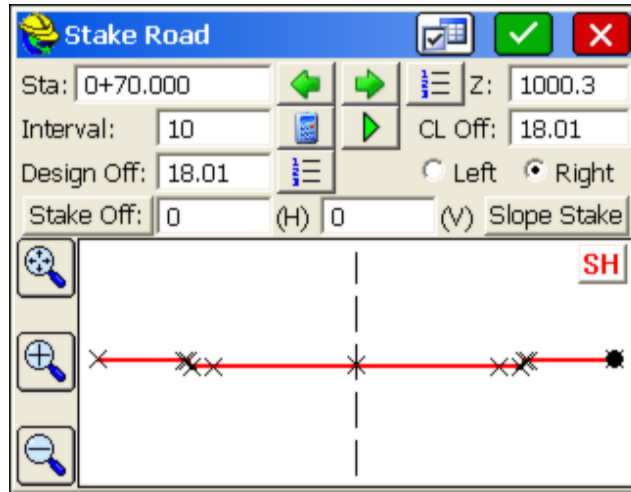 Stake Road
Sta: 0+70.000 Z: 1000.3
Interval: 10 CL Off: 18.01
Design Off: 18.01 Left Right
Stake Off: 0 (H) 0 (V) Slope Stake
SH